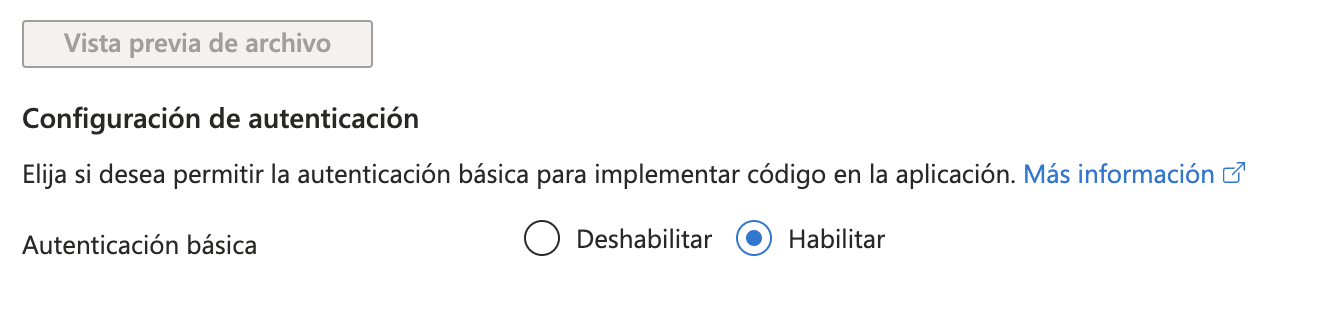 Vista previa de archivo
Configuración de autenticación
Elija si desea permitir la autenticación básica para implementar código en la aplicación. Más información
Autenticación básica Deshabilitar Habilitar